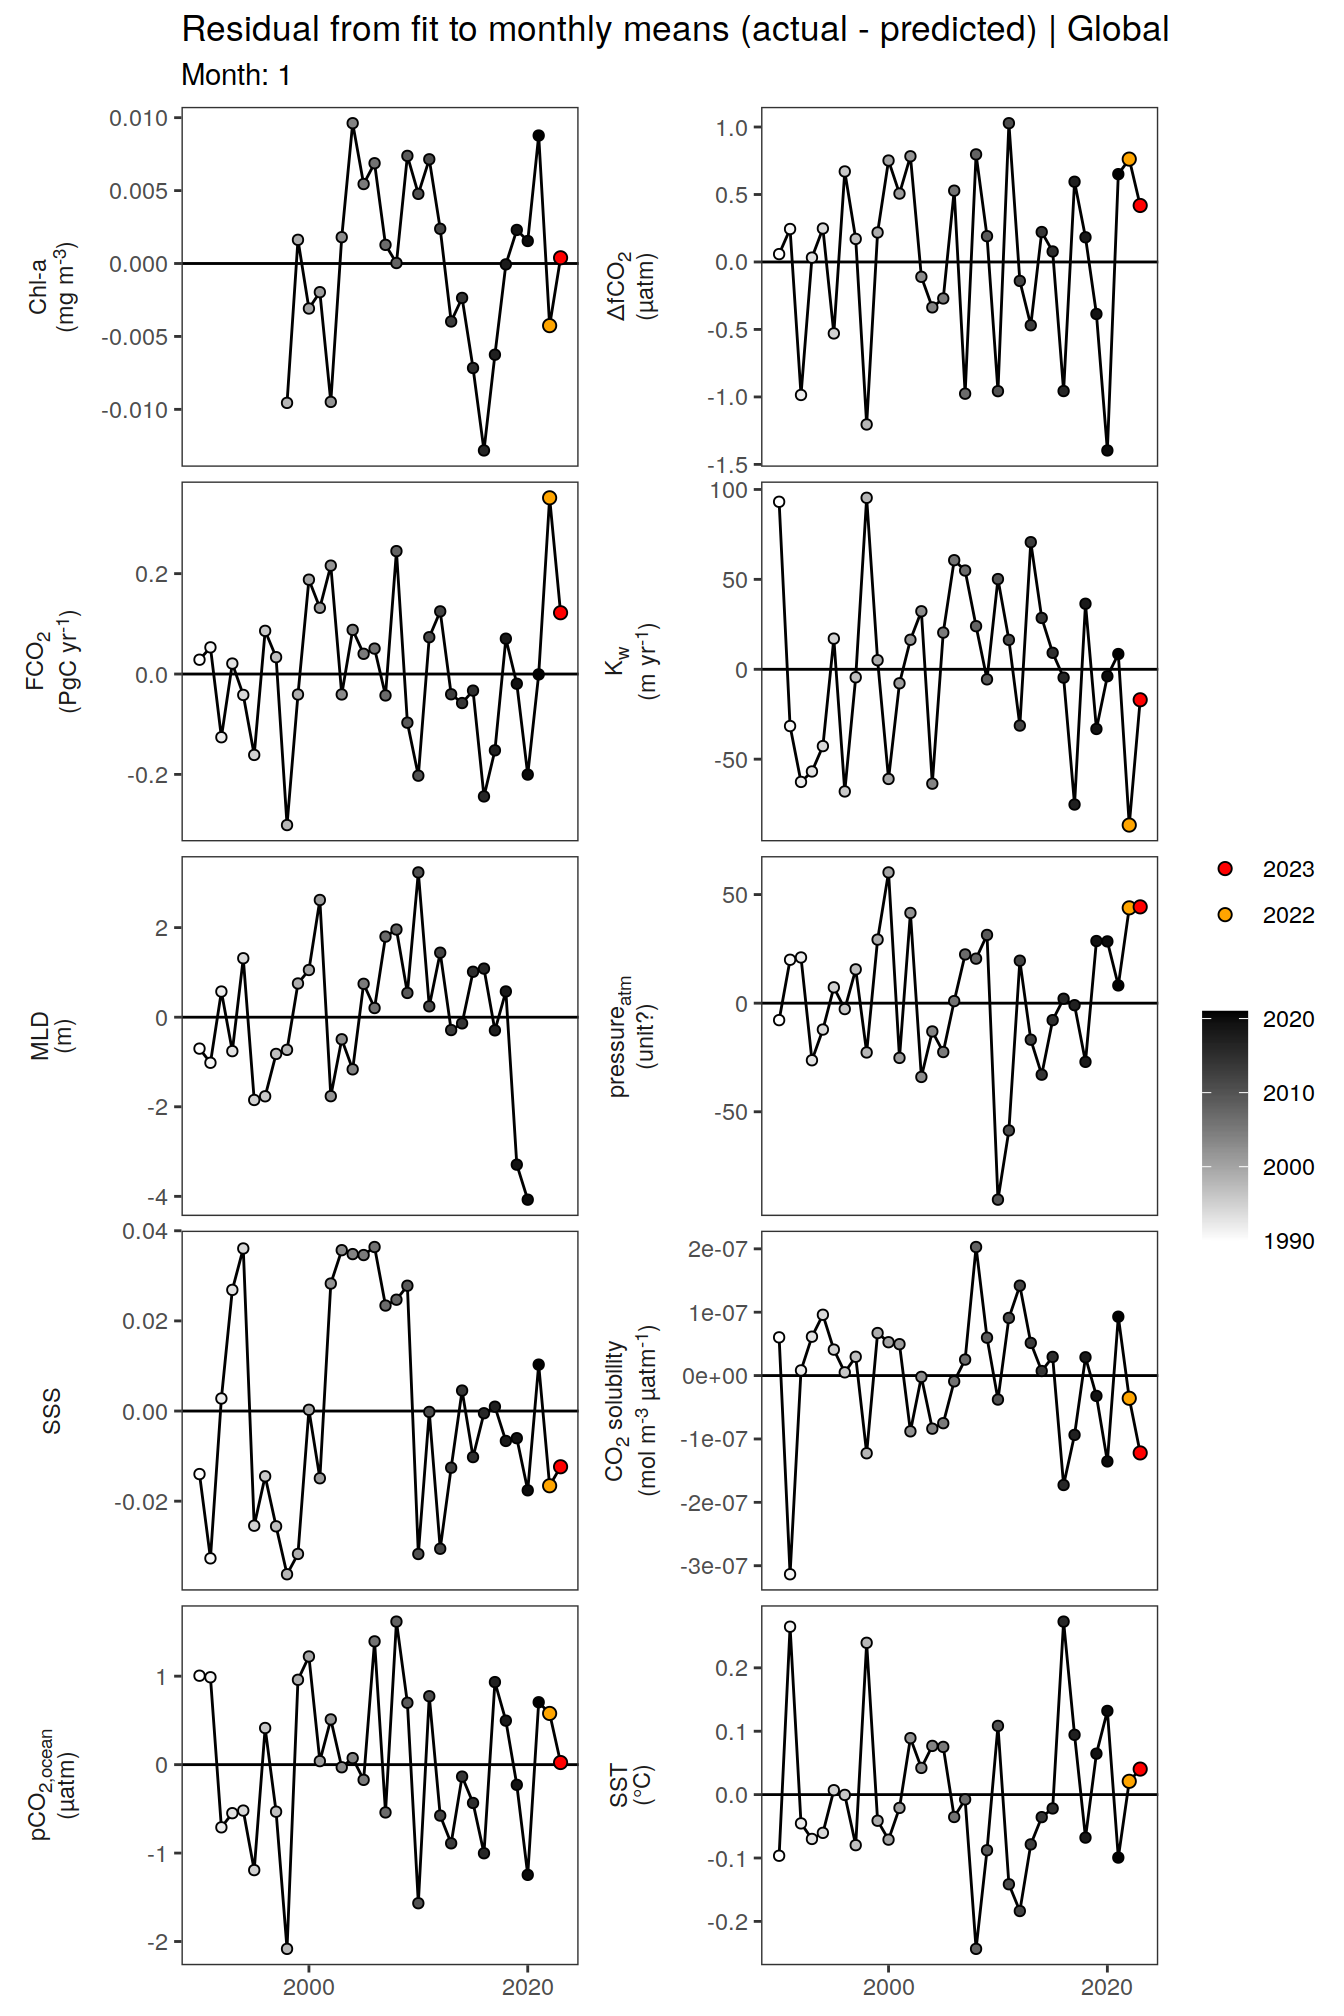 Residual from fit to monthly means (actual - predicted) | Global
Month: 1
Chl-a
(mg m-3)
0.010
0.005
0.000
-0.005
-0.010
ΔfCO2
(µatm)
1.0
0.5
0.0
-0.5
-1.0
-1.5
FCO2
(PgC yr-1)
0.2
0.0
-0.2
Kw
(m yr-1)
100
50
0
-50
MLD
(m)
2
0
-2
-4
pressureatm
(unit?)
50
0
-50
SSS
0.04
0.02
0.00
-0.02
CO2 solubility
(mol m-3 µatm-1)
2e-07
1e-07
0e+00
-1e-07
-2e-07
-3e-07
pCO2,ocean
(µatm)
1
0
-1
-2
SST
(°C)
0.2
0.1
0.0
-0.1
-0.2
2000
2020
2000
2020
2023
2022
2020
2010
2000
1990